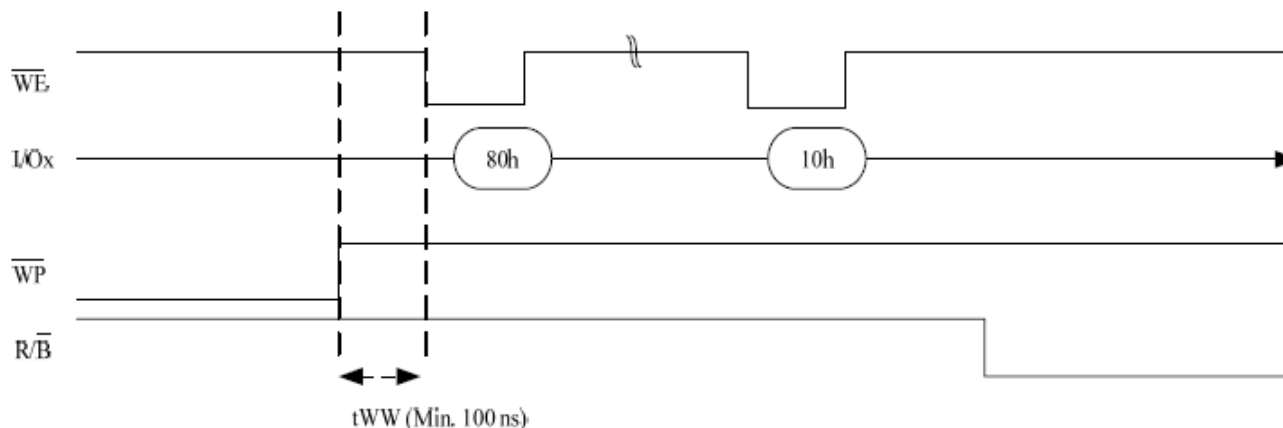 WE
80h
10h
I/Ox
WP
R/B
tWW (Min. 100 ns)